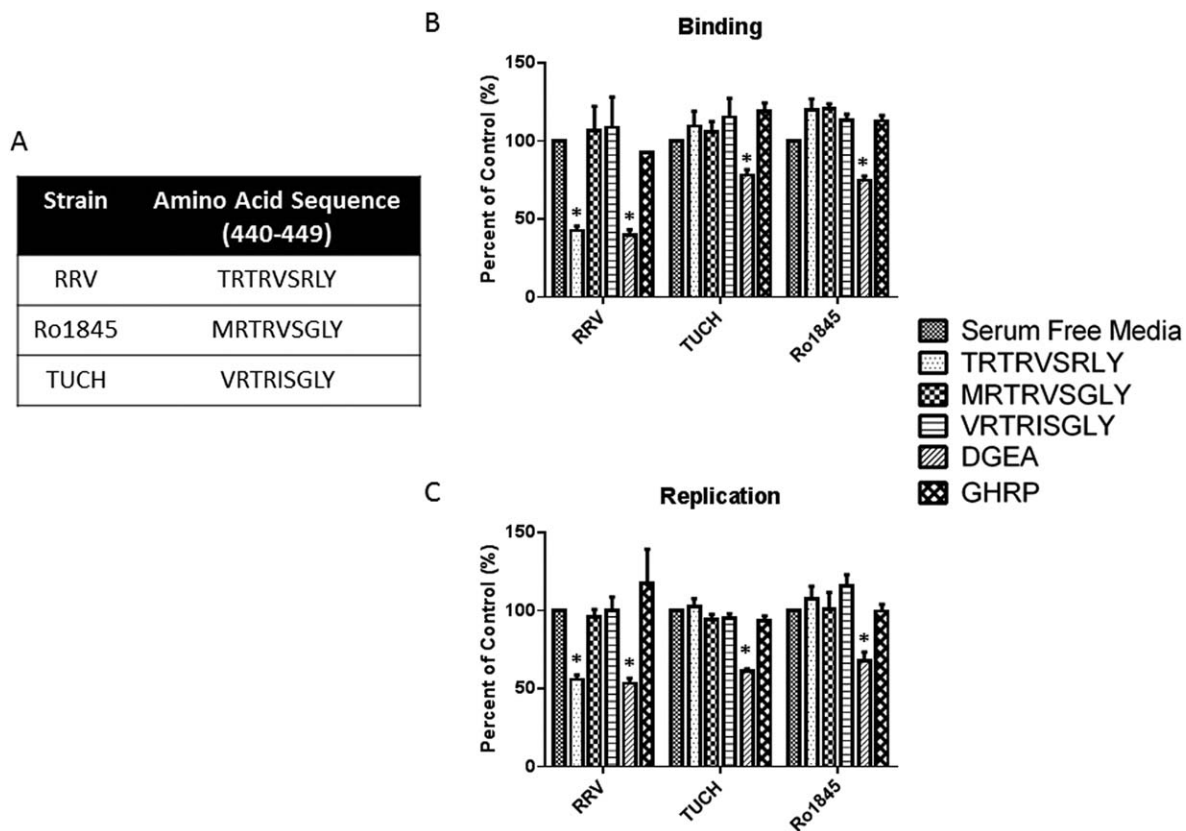 A
Strain Amino Acid Sequence
(440-449)
RRV TRTRVSRLY
Ro1845 MRTRVSGLY
TUCH VRTRISGLY
B
Binding
Percent of Control (%)
150
100
50
0
* * * *
RRV TUCH Ro1845
Serum Free Media
TRTRVSRLY
MRTRVSGLY
VRTRISGLY
DGEA
GHRP
C
Replication
Percent of Control (%)
150
100
50
0
* * * *
RRV TUCH Ro1845